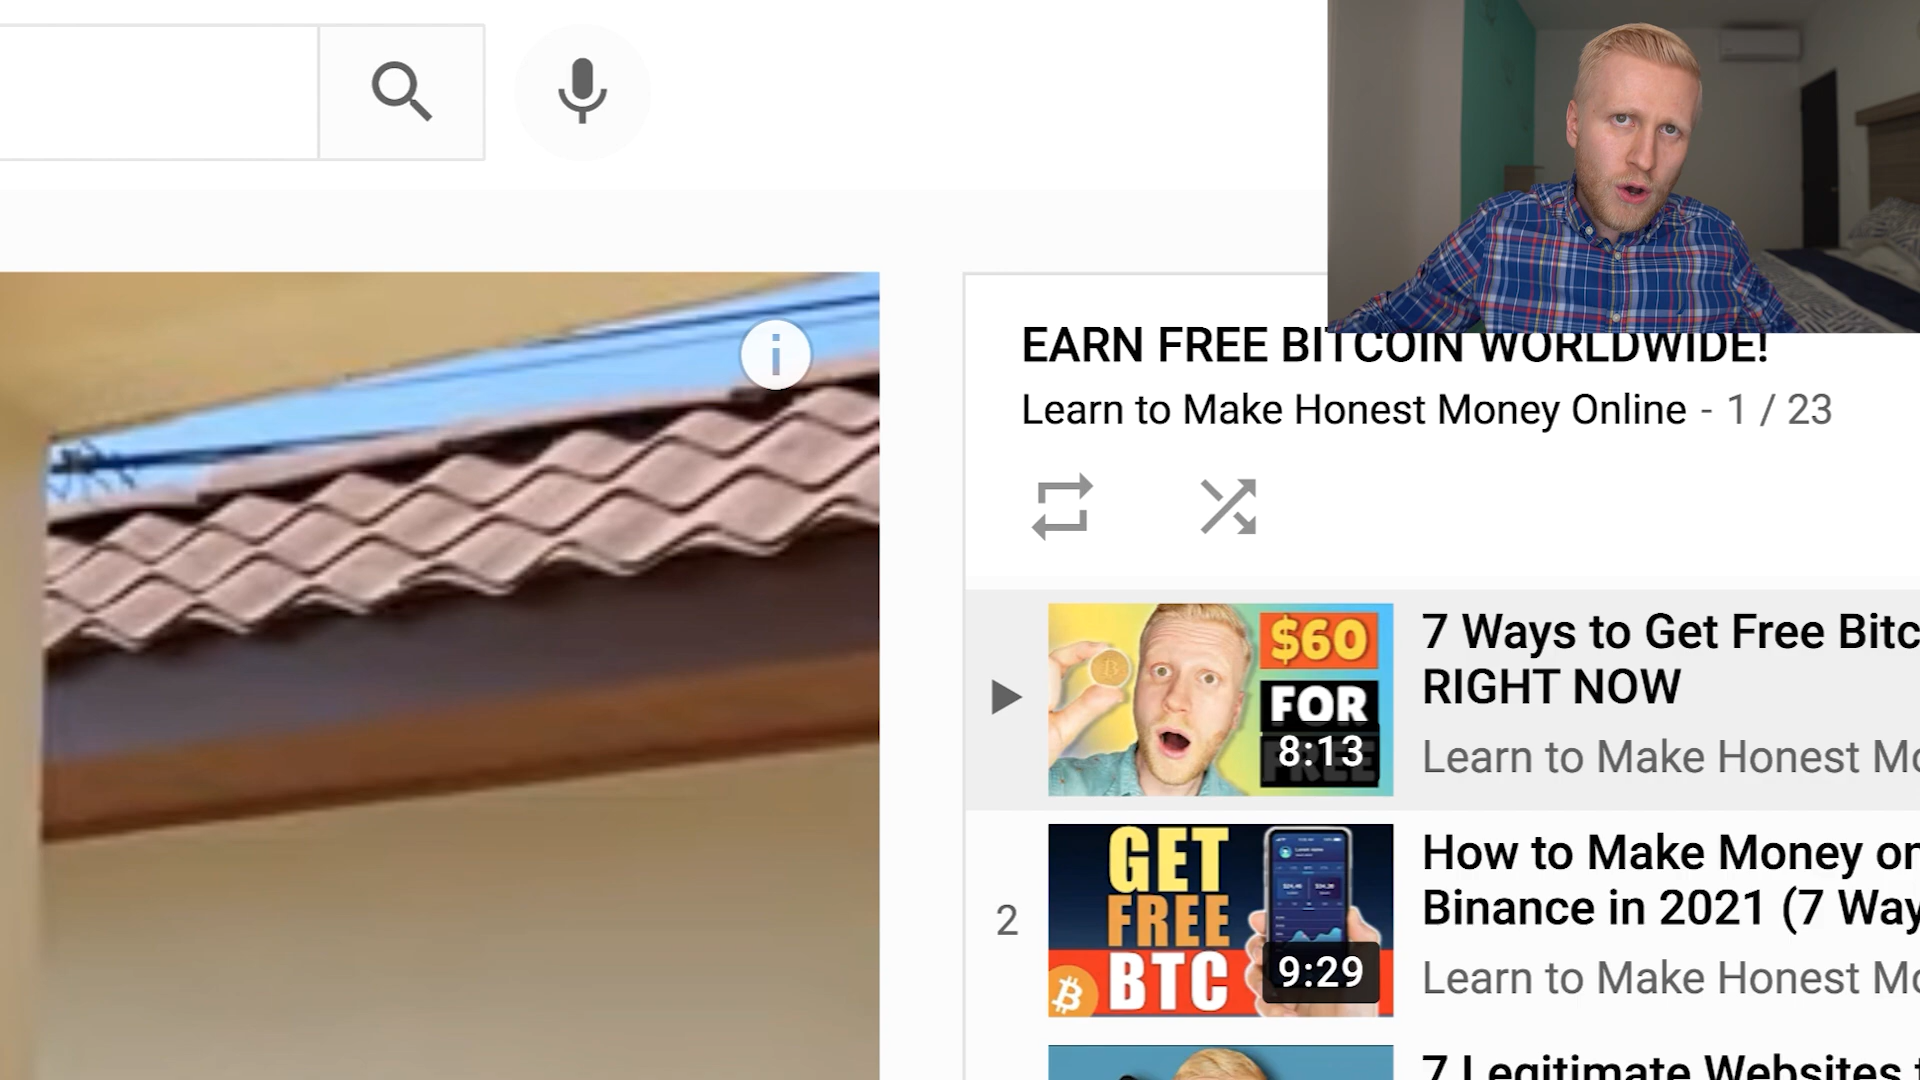 EARN FREE BITCOIN WORLDWIDE!
Learn to Make Honest Money Online - 1 / 23
$60
FOR
FREE
8:13
7 Ways to Get Free Bitc
RIGHT NOW
Learn to Make Honest Mo
2
GET
FREE
BTC
9:29
How to Make Money on
Binance in 2021 (7 Way
Learn to Make Honest Mo
7 Legitimate Websites